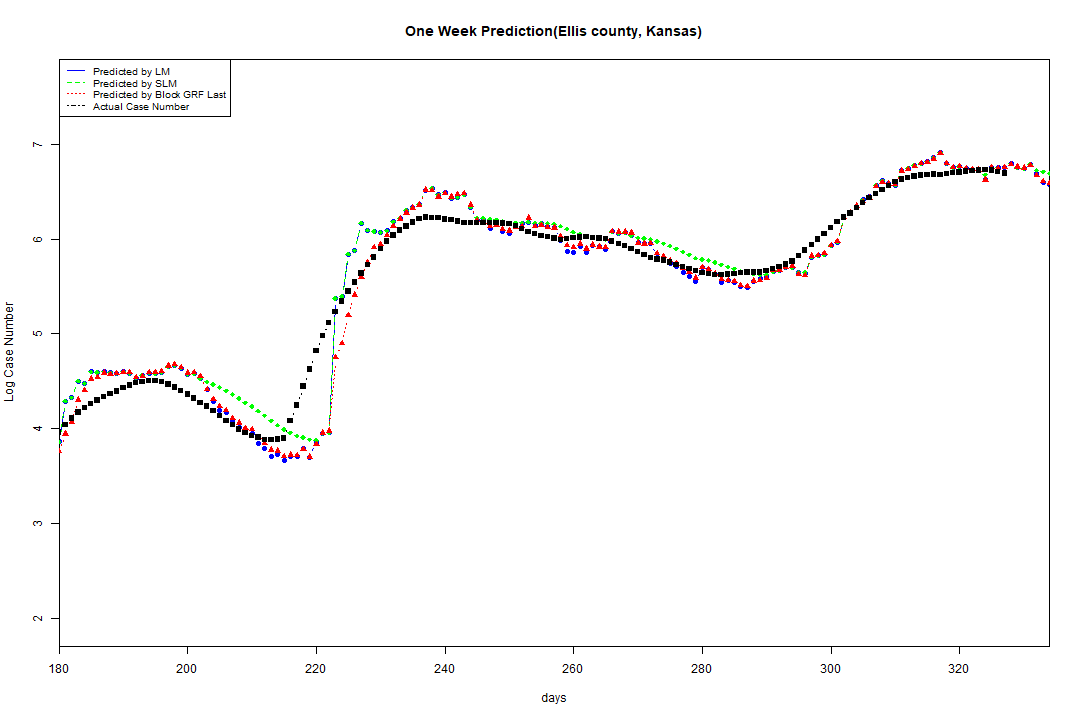 One Week Prediction(Ellis county, Kansas)
Predicted by LM
Predicted by SLM
Predicted by Block GRF Last
Actual Case Number
7
6
5
4
3
2
Log Case Number
180 200 220 240 260 280 300 320
days